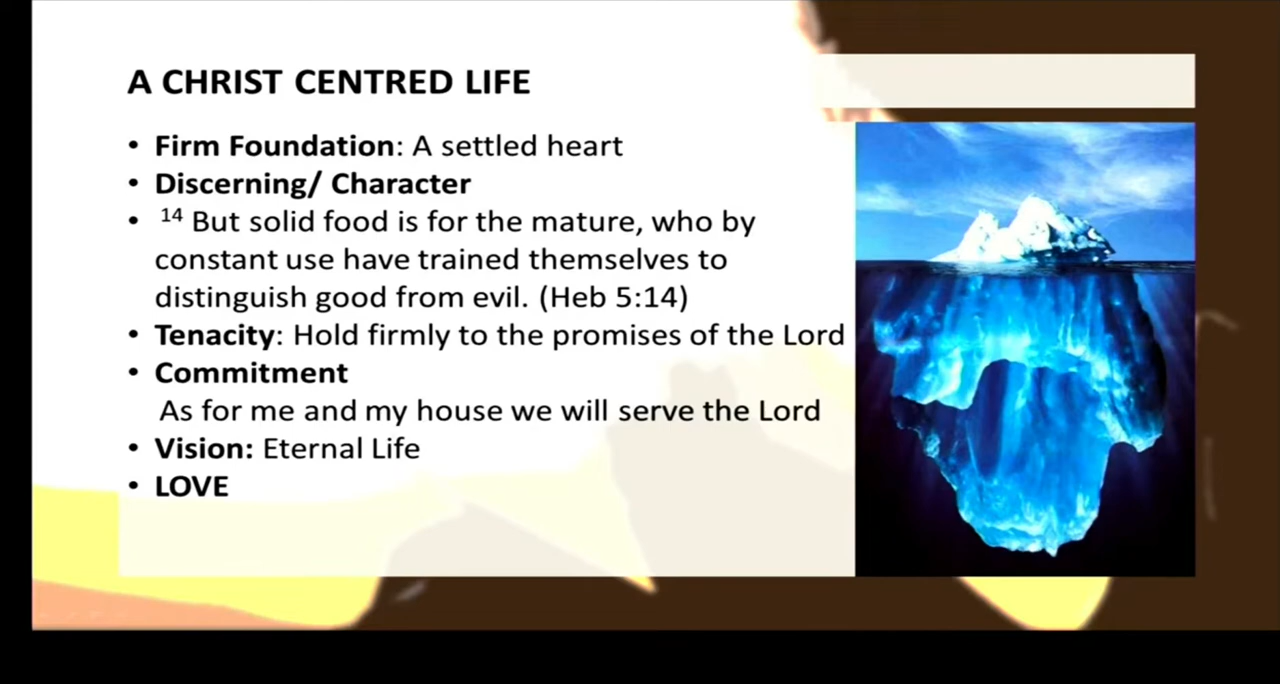 A CHRIST CENTRED LIFE
• Firm Foundation: A settled heart
• Discerning/ Character
• 14 But solid food is for the mature, who by
constant use have trained themselves to
distinguish good from evil. (Heb 5:14)
• Tenacity: Hold firmly to the promises of the Lord
• Commitment
As for me and my house we will serve the Lord
• Vision: Eternal Life
• LOVE